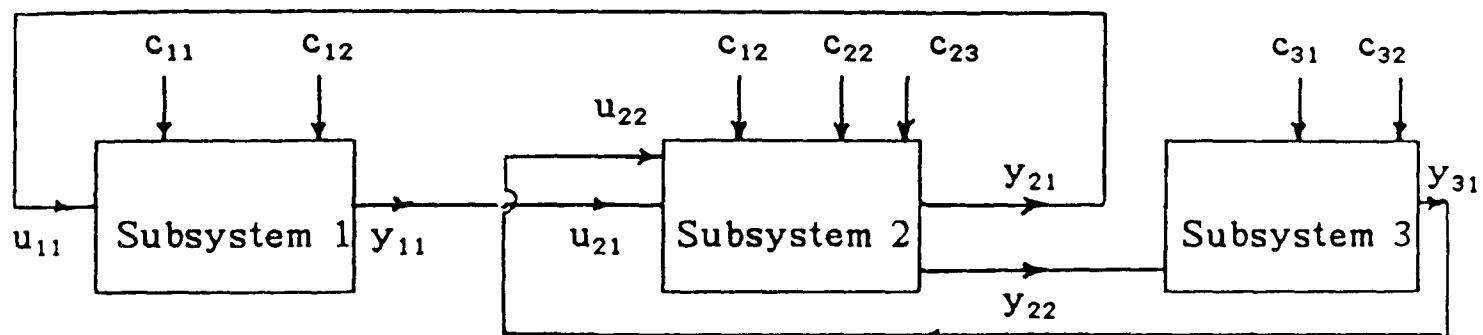 c₁₁ c₁₂ c₁₂ c₂₂ c₂₃ c₃₁ c₃₂
u₂₂
y₂₁ y₃₁
u₁₁ Subsystem 1 y₁₁ u₂₁ Subsystem 2 Subsystem 3
y₂₂